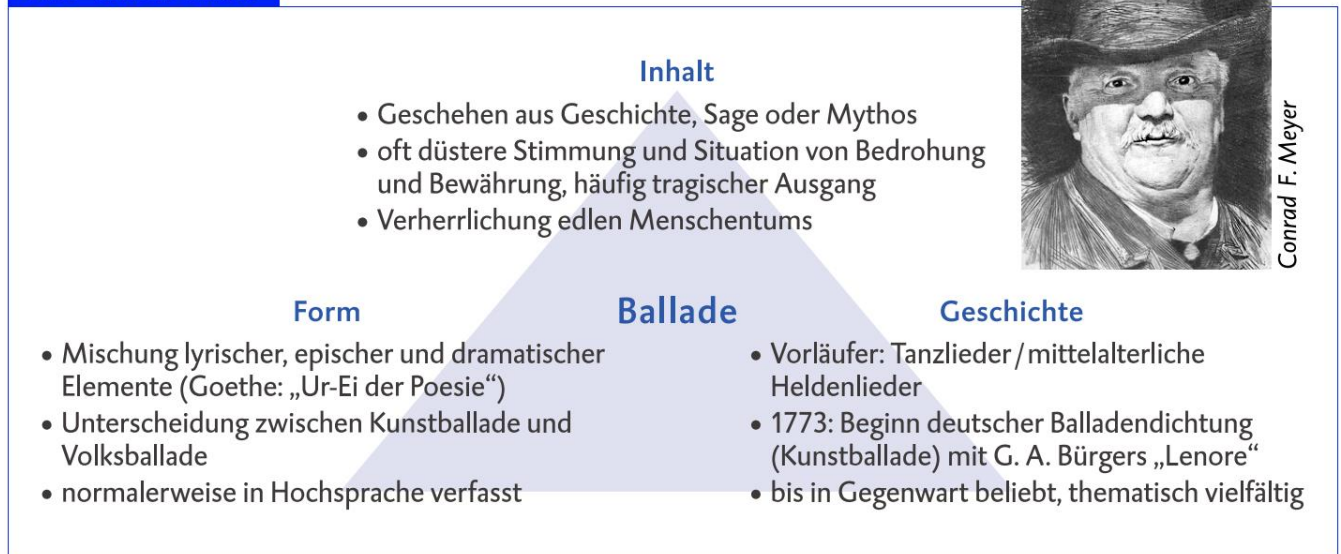 Inhalt
• Geschehen aus Geschichte, Sage oder Mythos
• oft düstere Stimmung und Situation von Bedrohung
und Bewährung, häufig tragischer Ausgang
• Verherrlichung edlen Menschentums
Conrad F. Meyer
Ballade
Form
• Mischung lyrischer, epischer und dramatischer
Elemente (Goethe: „Ur-Ei der Poesie“)
• Unterscheidung zwischen Kunstballade und
Volksballade
• normalerweise in Hochsprache verfasst
Geschichte
• Vorläufer: Tanzlieder/mittelalterliche
Heldenlieder
• 1773: Beginn deutscher Balladendichtung
(Kunstballade) mit G. A. Bürgers „Lenore“
• bis in Gegenwart beliebt, thematisch vielfältig